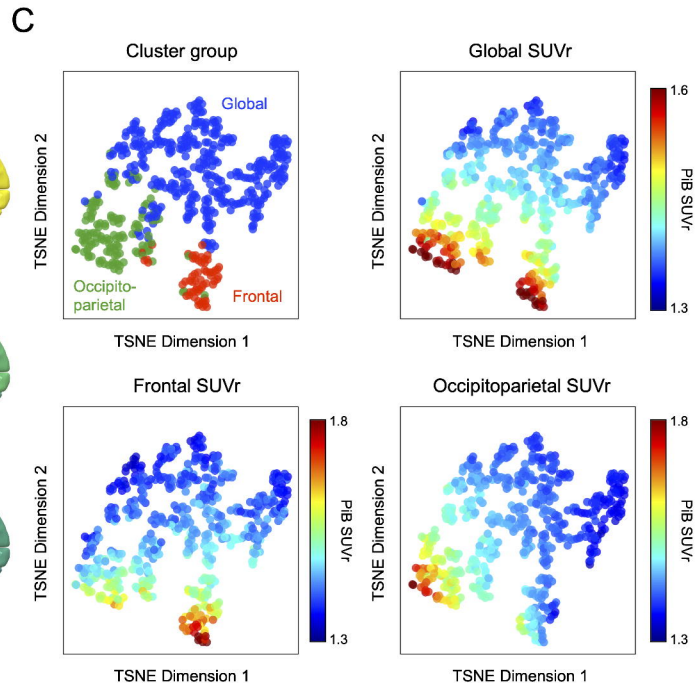 C
Cluster group
Global SUVr
Global
Occipito-
parietal
Frontal
TSNE Dimension 2
TSNE Dimension 1
TSNE Dimension 2
TSNE Dimension 1
1.6
PIB SUVr
1.3
Frontal SUVr
Occipitoparietal SUVr
TSNE Dimension 2
TSNE Dimension 1
1.8
PIB SUVr
1.3
TSNE Dimension 2
TSNE Dimension 1
1.8
PIB SUVr
1.3